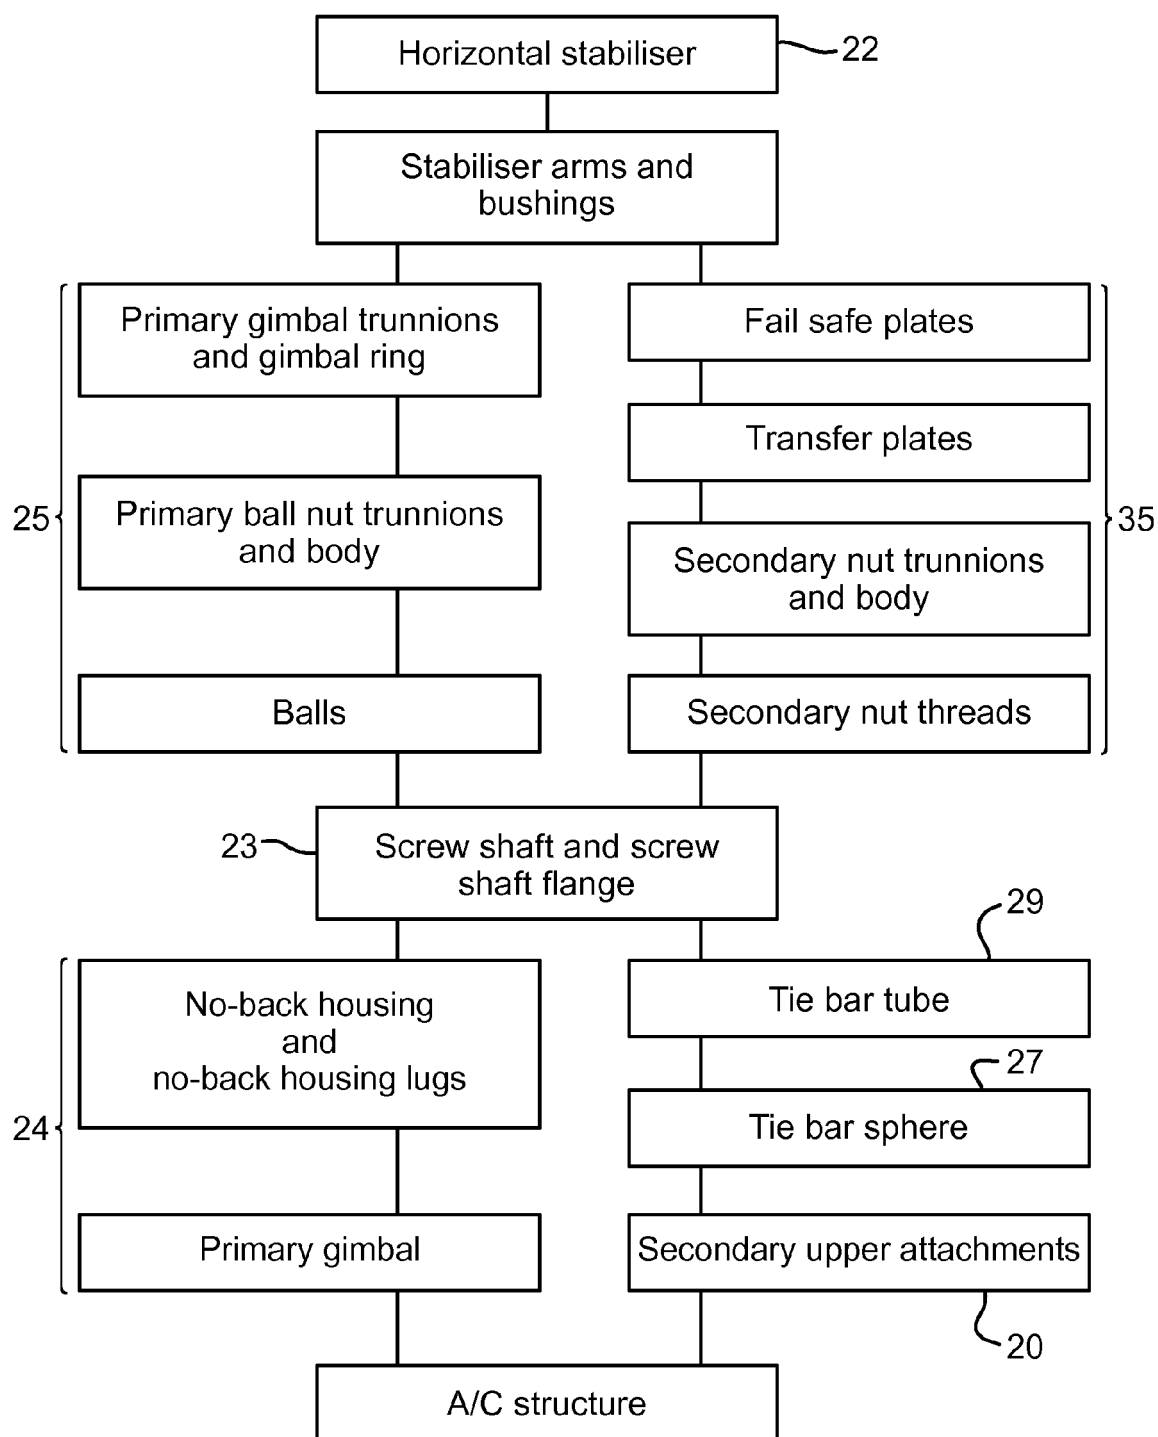 Horizontal stabiliser
22
Stabiliser arms and
bushings
Primary gimbal trunnions
and gimbal ring
Fail safe plates
Transfer plates
25
Primary ball nut trunnions
and body
35
Secondary nut trunnions
and body
Balls
Secondary nut threads
23
Screw shaft and screw
shaft flange
29
No-back housing
and
no-back housing lugs
Tie bar tube
27
24
Tie bar sphere
Primary gimbal
Secondary upper attachments
20
A/C structure